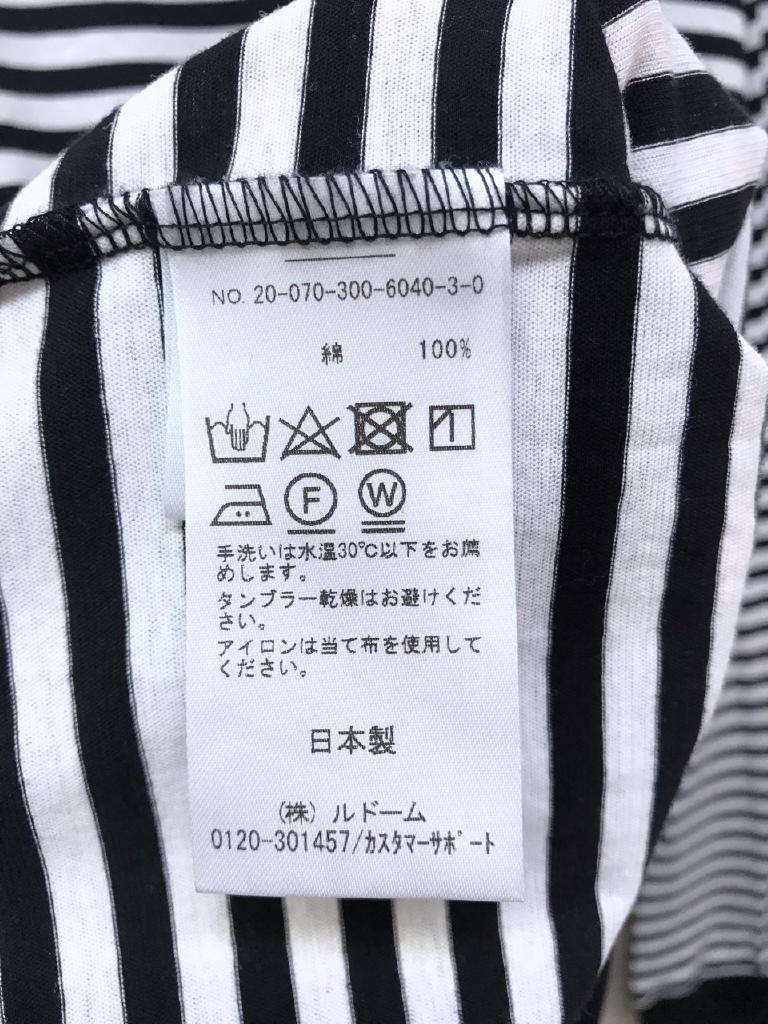 NO. 20-070-300-6040-3-0
綿 100%
F W
手洗いは水温30℃以下をお薦
めします。
タンブラー乾燥はお避けくだ
さい。
アイロンは当て布を使用して
ください。
日本製
(株) ルドーム
0120-301457/カスタマーサポート